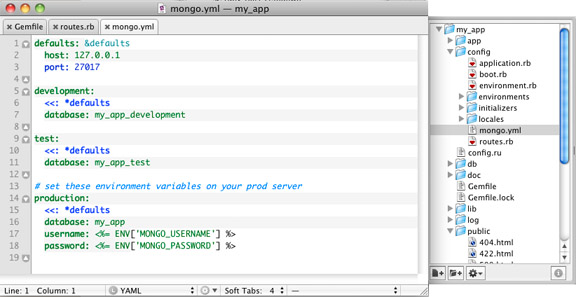 mongo.yml — my_app
Gemfile
routes.rb
mongo.yml
1 defaults: &defaults
2 host: 127.0.0.1
3 port: 27017
4
5 development:
6 <<: *defaults
7 database: my_app_development
8
9 test:
10 <<: *defaults
11 database: my_app_test
12
13 # set these environment variables on your prod server
14 production:
15 <<: *defaults
16 database: my_app
17 username: <%= ENV['MONGO_USERNAME'] %>
18 password: <%= ENV['MONGO_PASSWORD'] %>
19
Line: 1 Column: 1
YAML
Soft Tabs: 4
—
my_app
app
config
application.rb
boot.rb
environment.rb
environments
initializers
locales
mongo.yml
routes.rb
config.ru
db
doc
Gemfile
Gemfile.lock
lib
log
public
404.html
422.html